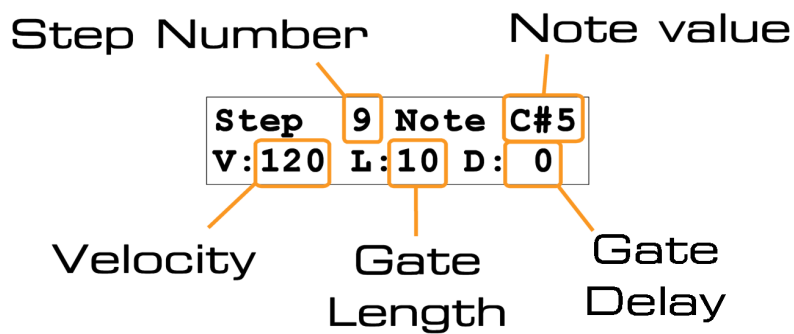 Step Number
Note value
Step 9 Note C#5
V:120 L:10 D: 0
Velocity
Gate
Length
Gate
Delay